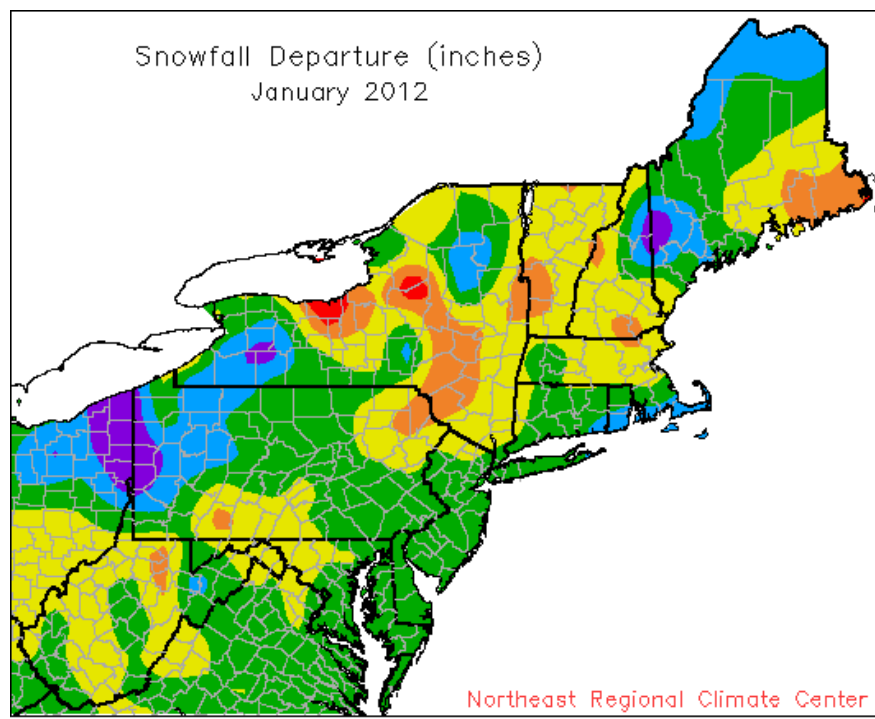 Snowfall Departure (inches)
January 2012
Northeast Regional Climate Center